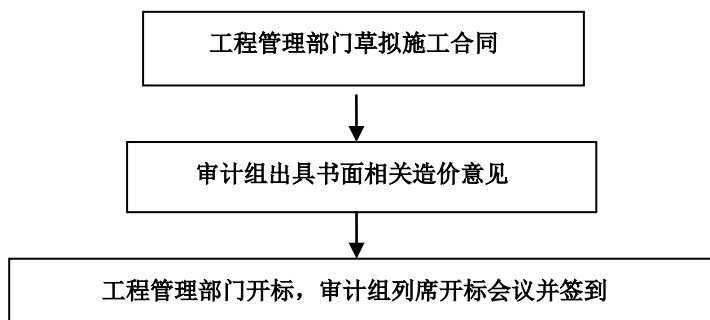 工程管理部门草拟施工合同
审计组出具书面相关造价意见
工程管理部门开标，审计组列席开标会议并签到